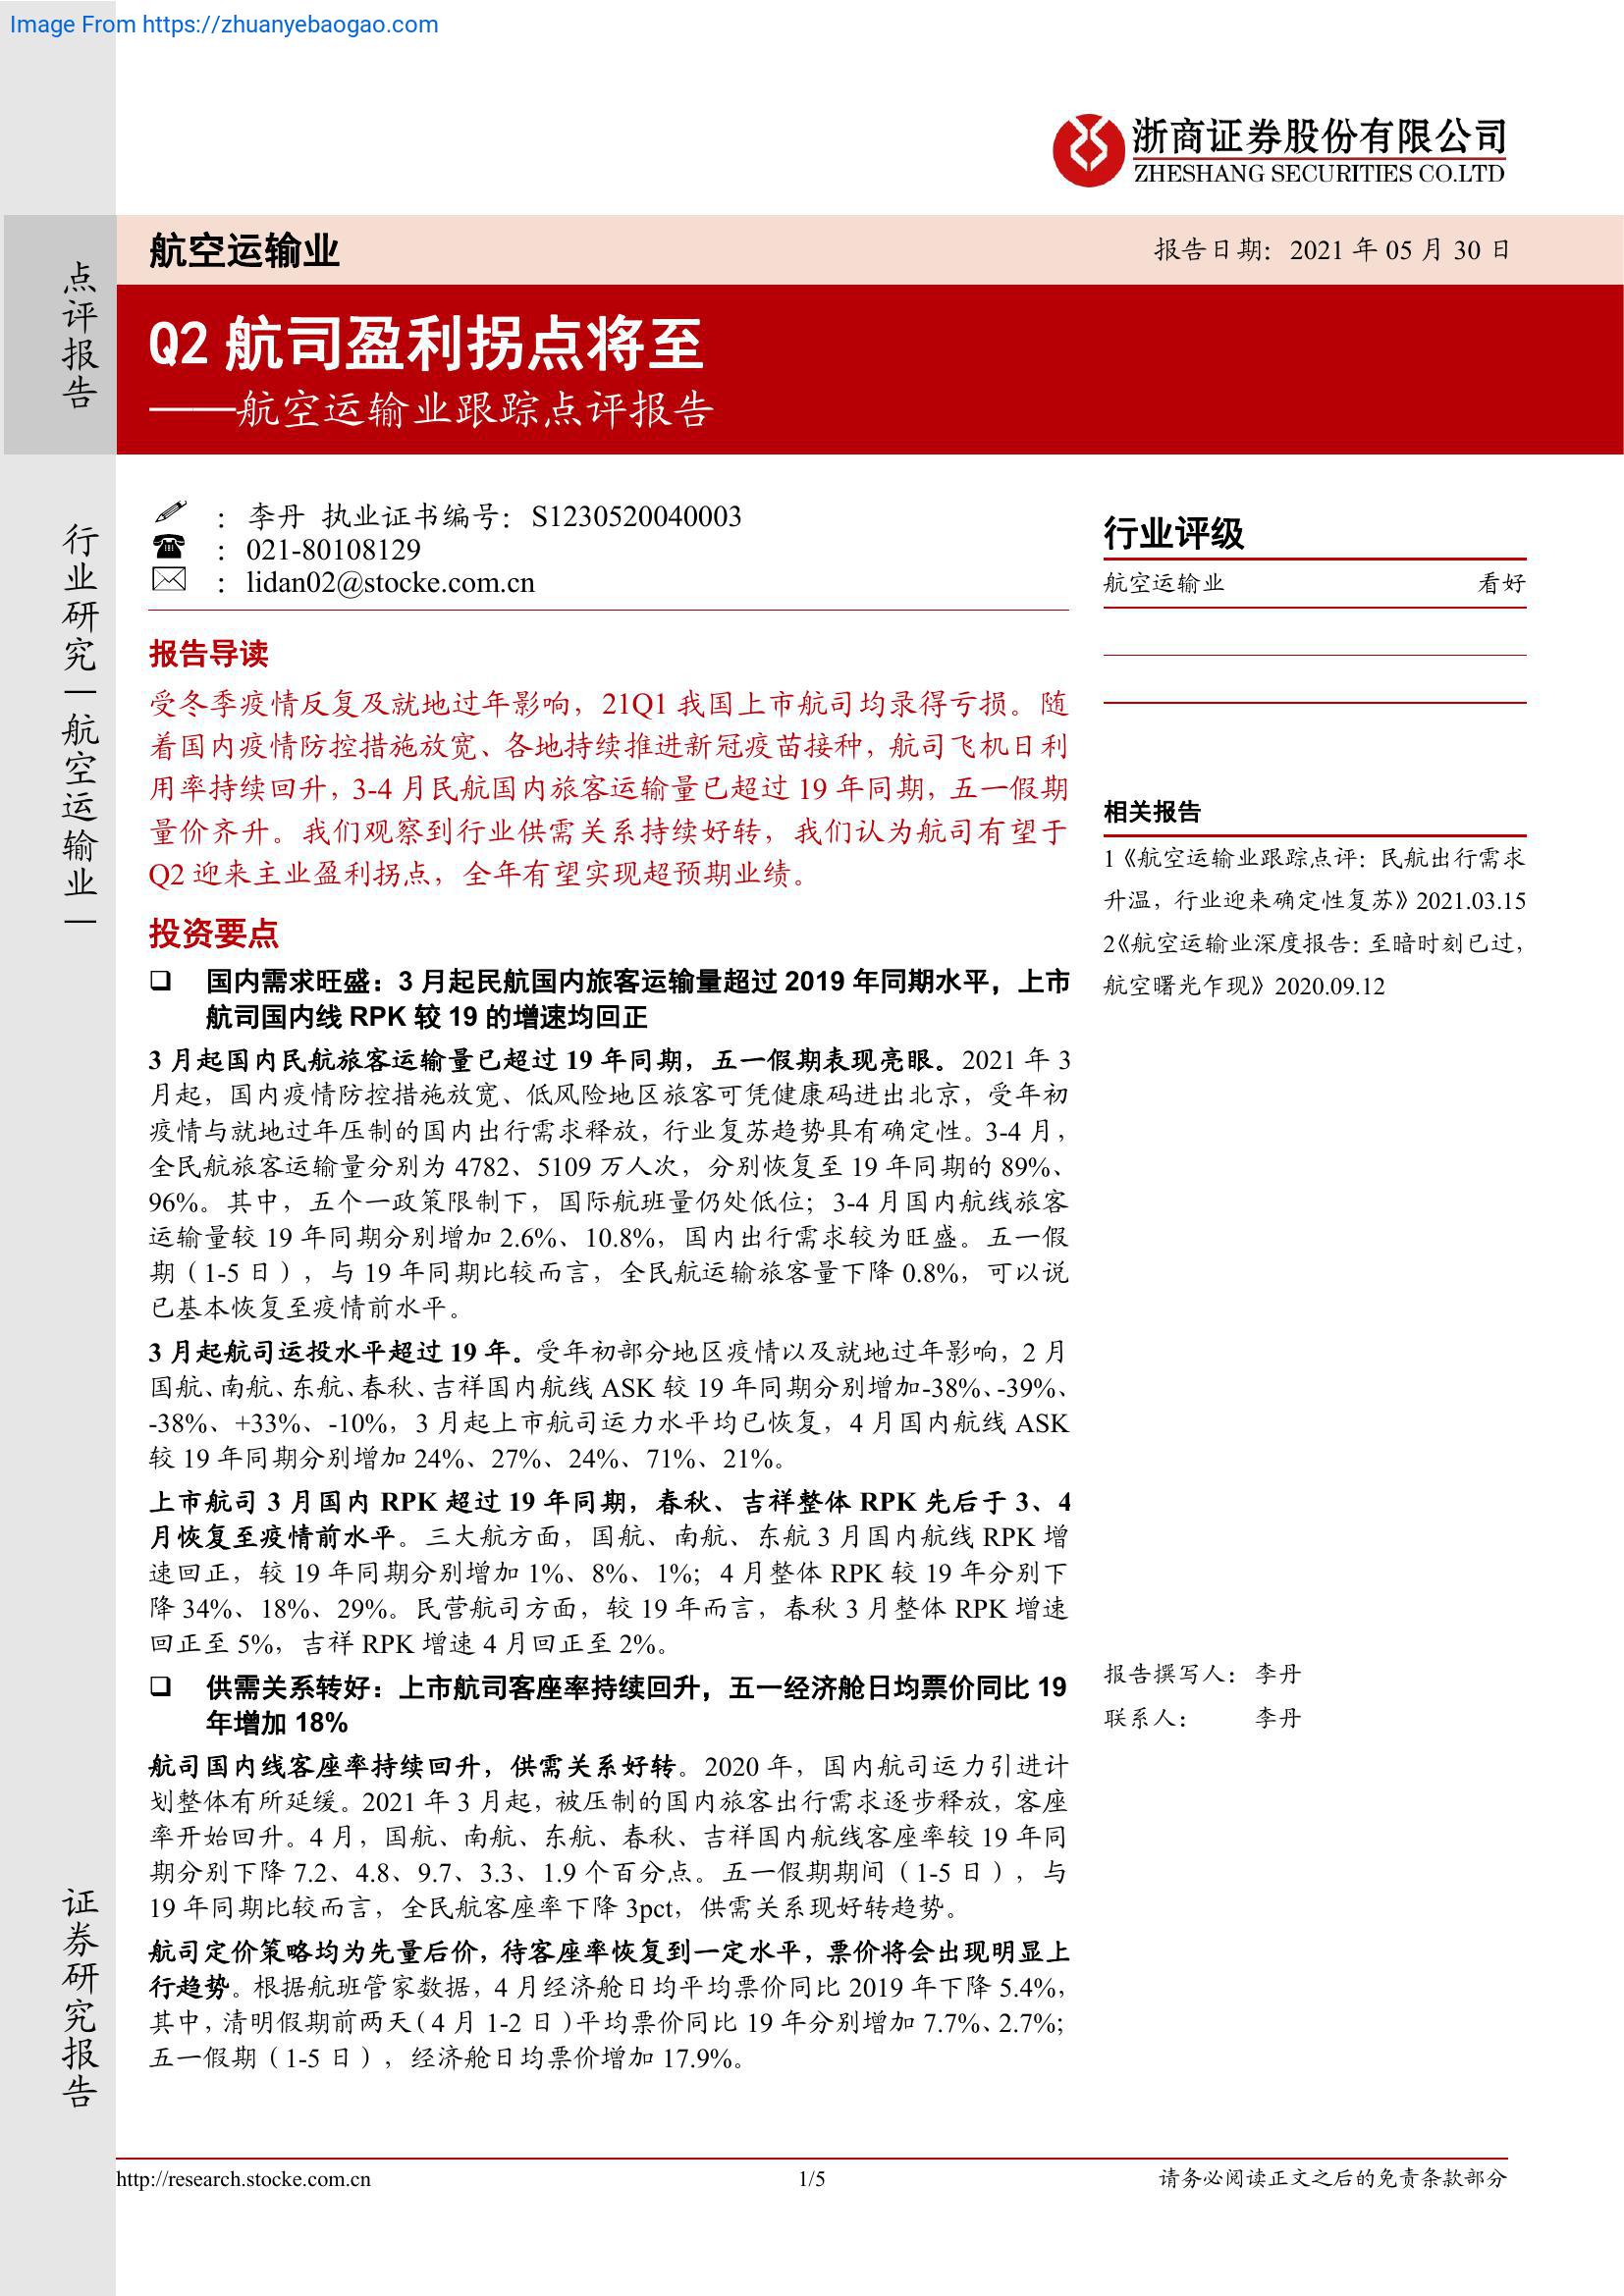 Image From https://zhuanyebaogao.com
浙商证券股份有限公司
ZHESHANG SECURITIES CO.LTD
点评报告
行业研究—航空运输业—
证券研究报告
航空运输业
报告日期：2021 年 05 月 30 日
Q2 航司盈利拐点将至
——航空运输业跟踪点评报告
：李丹 执业证书编号：S1230520040003
：021-80108129
：lidan02@stocke.com.cn
报告导读
受冬季疫情反复及就地过年影响，21Q1 我国上市航司均录得亏损。随
着国内疫情防控措施放宽、各地持续推进新冠疫苗接种，航司飞机日利
用率持续回升，3-4 月民航国内旅客运输量已超过 19 年同期，五一假期
量价齐升。我们观察到行业供需关系持续好转，我们认为航司有望于
Q2 迎来主业盈利拐点，全年有望实现超预期业绩。
投资要点
❑ 国内需求旺盛：3 月起民航国内旅客运输量超过 2019 年同期水平，上市
航司国内线 RPK 较 19 的增速均回正
3 月起国内民航旅客运输量已超过 19 年同期，五一假期表现亮眼。2021 年 3
月起，国内疫情防控措施放宽、低风险地区旅客可凭健康码进出北京，受年初
疫情与就地过年压制的国内出行需求释放，行业复苏趋势具有确定性。3-4 月，
全民航旅客运输量分别为 4782、5109 万人次，分别恢复至 19 年同期的 89%、
96%。其中，五个一政策限制下，国际航班量仍处低位；3-4 月国内航线旅客
运输量较 19 年同期分别增加 2.6%、10.8%，国内出行需求较为旺盛。五一假
期（1-5 日），与 19 年同期比较而言，全民航运输旅客量下降 0.8%，可以说
已基本恢复至疫情前水平。
3 月起航司运投水平超过 19 年。受年初部分地区疫情以及就地过年影响，2 月
国航、南航、东航、春秋、吉祥国内航线 ASK 较 19 年同期分别增加-38%、-39%、
-38%、+33%、-10%，3 月起上市航司运力水平均已恢复，4 月国内航线 ASK
较 19 年同期分别增加 24%、27%、24%、71%、21%。
上市航司 3 月国内 RPK 超过 19 年同期，春秋、吉祥整体 RPK 先后于 3、4
月恢复至疫情前水平。三大航方面，国航、南航、东航 3 月国内航线 RPK 增
速回正，较 19 年同期分别增加 1%、8%、1%；4 月整体 RPK 较 19 年分别下
降 34%、18%、29%。民营航司方面，较 19 年而言，春秋 3 月整体 RPK 增速
回正至 5%，吉祥 RPK 增速 4 月回正至 2%。
❑ 供需关系转好：上市航司客座率持续回升，五一经济舱日均票价同比 19
年增加 18%
航司国内线客座率持续回升，供需关系好转。2020 年，国内航司运力引进计
划整体有所延缓。2021 年 3 月起，被压制的国内旅客出行需求逐步释放，客座
率开始回升。4 月，国航、南航、东航、春秋、吉祥国内航线客座率较 19 年同
期分别下降 7.2、4.8、9.7、3.3、1.9 个百分点。五一假期期间（1-5 日），与
19 年同期比较而言，全民航客座率下降 3pct，供需关系现好转趋势。
航司定价策略均为先量后价，待客座率恢复到一定水平，票价将会出现明显上
行趋势。根据航班管家数据，4 月经济舱日均平均票价同比 2019 年下降 5.4%，
其中，清明假期前两天（4 月 1-2 日）平均票价同比 19 年分别增加 7.7%、2.7%；
五一假期（1-5 日），经济舱日均票价增加 17.9%。
行业评级
航空运输业 看好
相关报告
1《航空运输业跟踪点评：民航出行需求
升温，行业迎来确定性复苏》2021.03.15
2《航空运输业深度报告：至暗时刻已过，
航空曙光乍现》2020.09.12
报告撰写人： 李丹
联系人： 李丹
http://research.stocke.com.cn
1/5
请务必阅读正文之后的免责条款部分